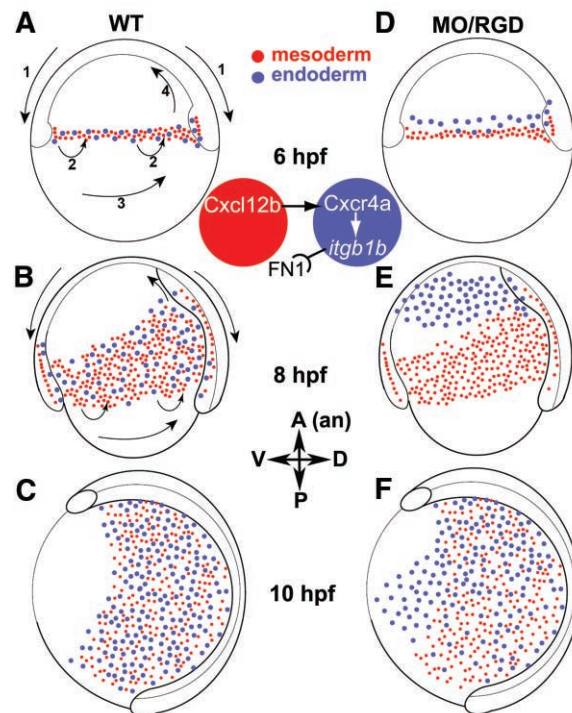 A WT D MO/RGD
mesoderm
endoderm
1 4 1
2 2
3
6 hpf
Cxcl12b Cxcr4a
itgb1b
FN1
B E
8 hpf
A (an)
V D
P
C F
10 hpf